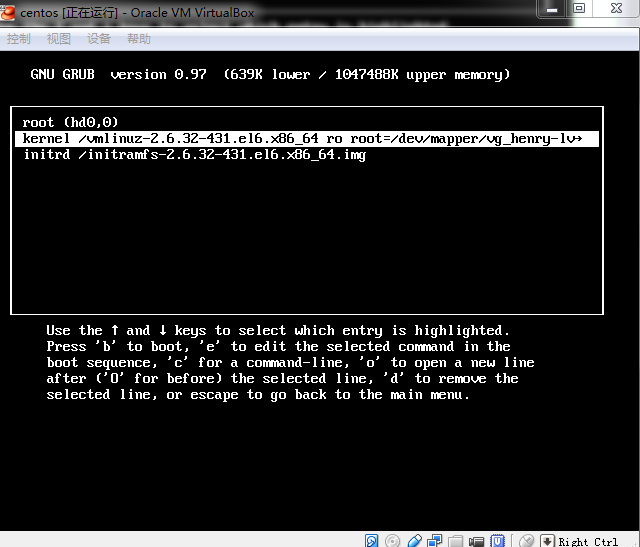 centos [正在运行] - Oracle VM VirtualBox
控制 视图 设备 帮助
GNU GRUB version 0.97 (639K lower / 1047488K upper memory)
root (hd0,0)
kernel /vmlinuz-2.6.32-431.el6.x86_64 ro root=/dev/mapper/vg_henry-lv→
initrd /initramfs-2.6.32-431.el6.x86_64.img
Use the ↑ and ↓ keys to select which entry is highlighted.
Press 'b' to boot, 'e' to edit the selected command in the
boot sequence, 'c' for a command-line, 'o' to open a new line
after ('O' for before) the selected line, 'd' to remove the
selected line, or escape to go back to the main menu.
Right Ctrl